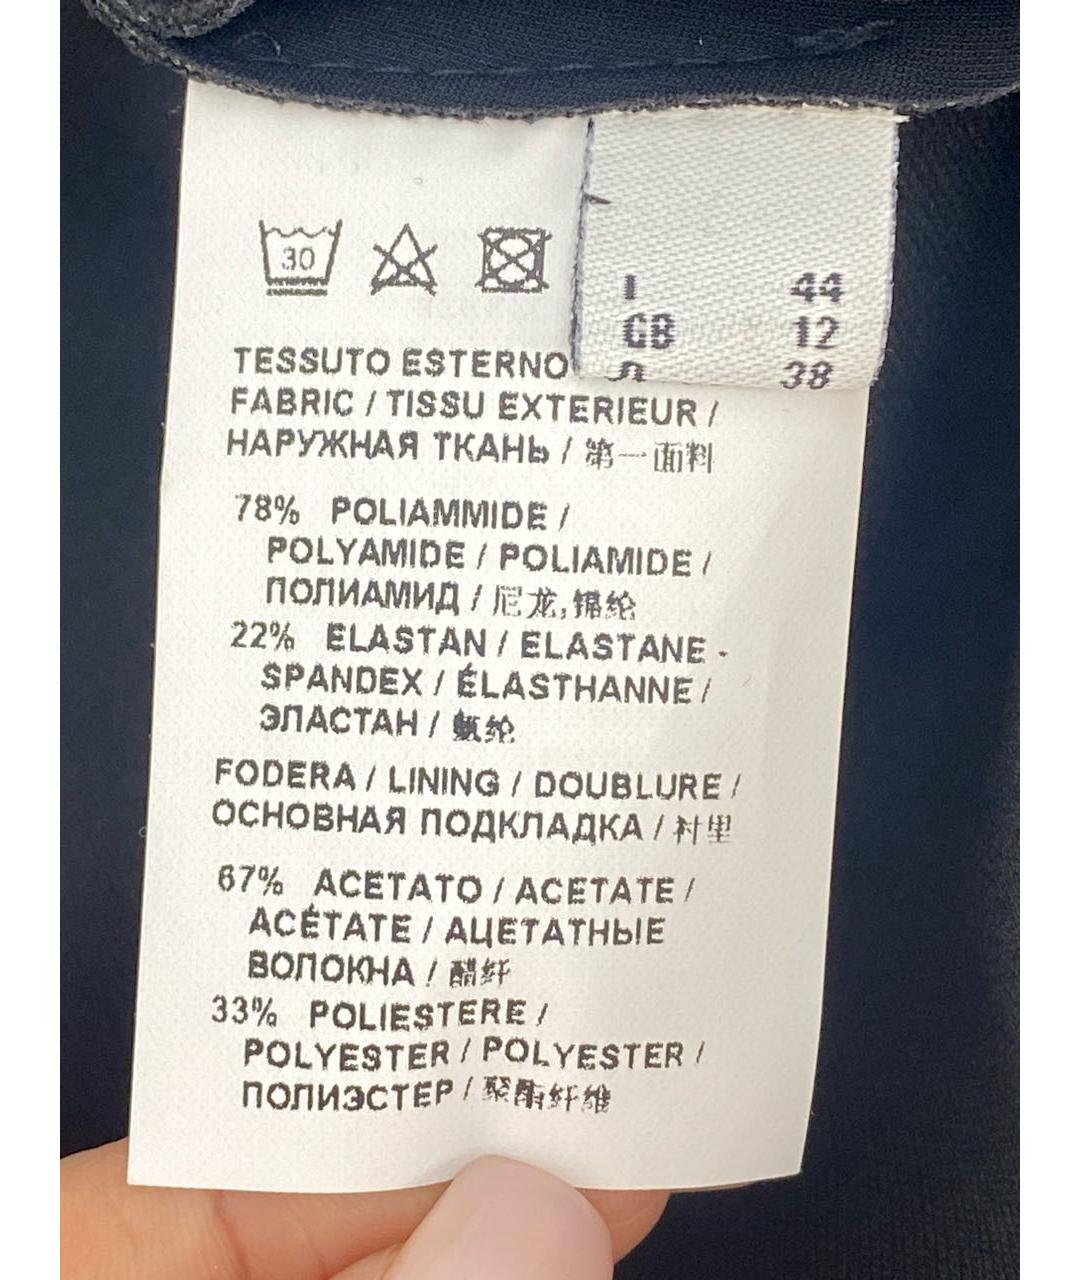 30
I 44
GB 12
38
TESSUTO ESTERNO
FABRIC / TISSU EXTERIEUR /
НАРУЖНАЯ ТКАНЬ / 第一面料
78% POLIAMMIDE /
POLYAMIDE / POLIAMIDE /
ПОЛИАМИД / 尼龙,锦纶
22% ELASTAN / ELASTANE -
SPANDEX / ÉLASTHANNE /
ЭЛАСТАН / 氨纶
FODERA / LINING / DOUBLURE /
ОСНОВНАЯ ПОДКЛАДКА / 衬里
67% ACETATO / ACETATE /
ACÉTATE / АЦЕТАТНЫЕ
ВОЛОКНА / 醋纤
33% POLIESTERE /
POLYESTER / POLYESTER /
ПОЛИЭСТЕР / 聚酯纤维